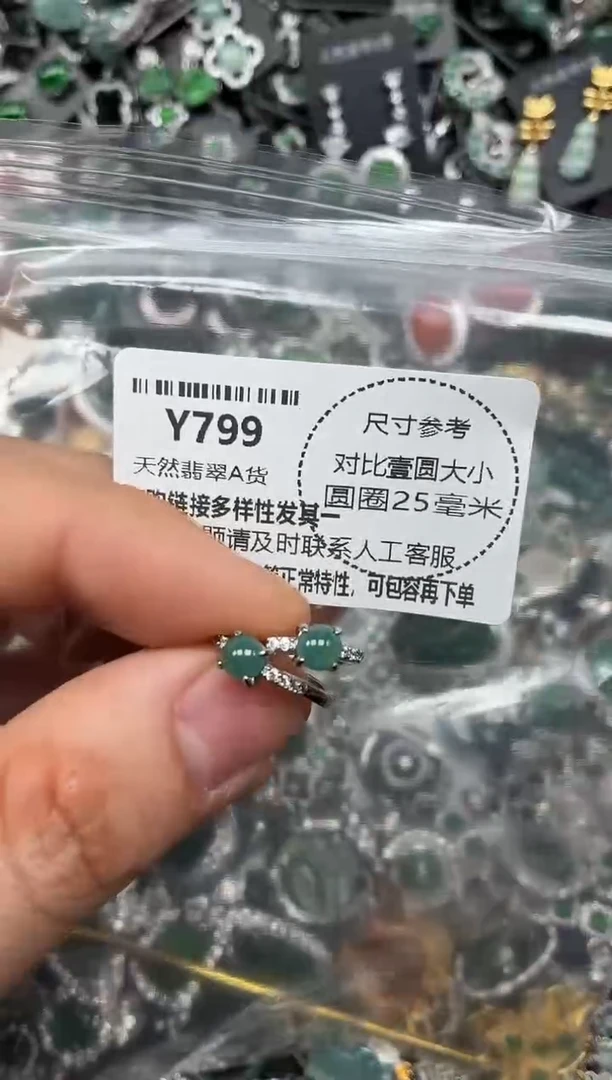 Y799
尺寸参考
天然翡翠A货
对比壹圆大小
圆圈25毫米
购链接多样性发其一
题请及时联系人工客服
正常特性，可包容再下单